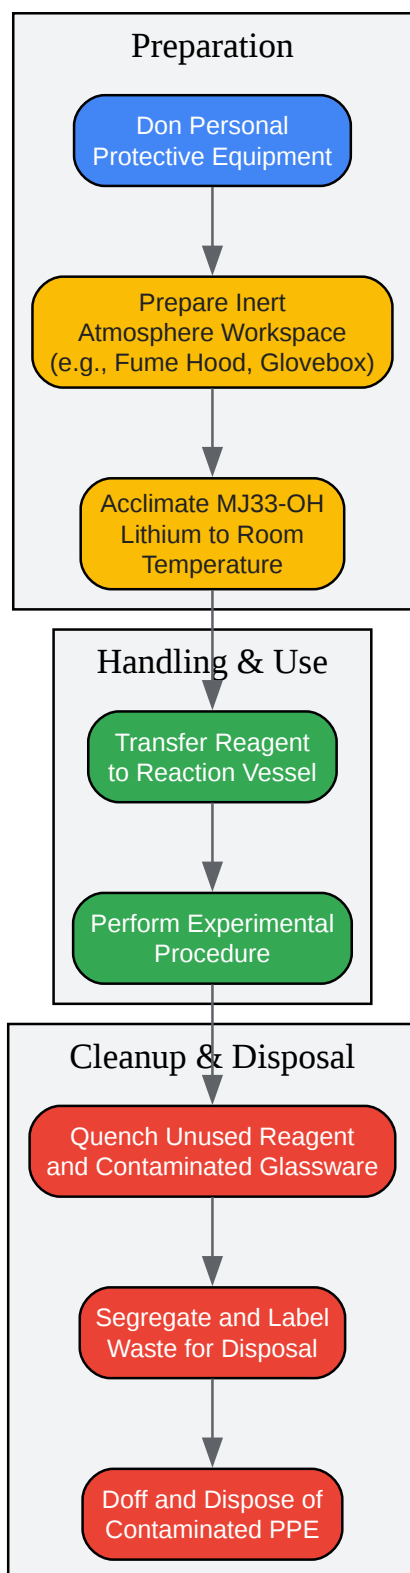 Preparation
Don Personal
Protective Equipment
Prepare Inert
Atmosphere Workspace
(e.g., Fume Hood, Glovebox)
Acclimate MJ33-OH
Lithium to Room
Temperature
Handling & Use
Transfer Reagent
to Reaction Vessel
Perform Experimental
Procedure
Cleanup & Disposal
Quench Unused Reagent
and Contaminated Glassware
Segregate and Label
Waste for Disposal
Doff and Dispose of
Contaminated PPE